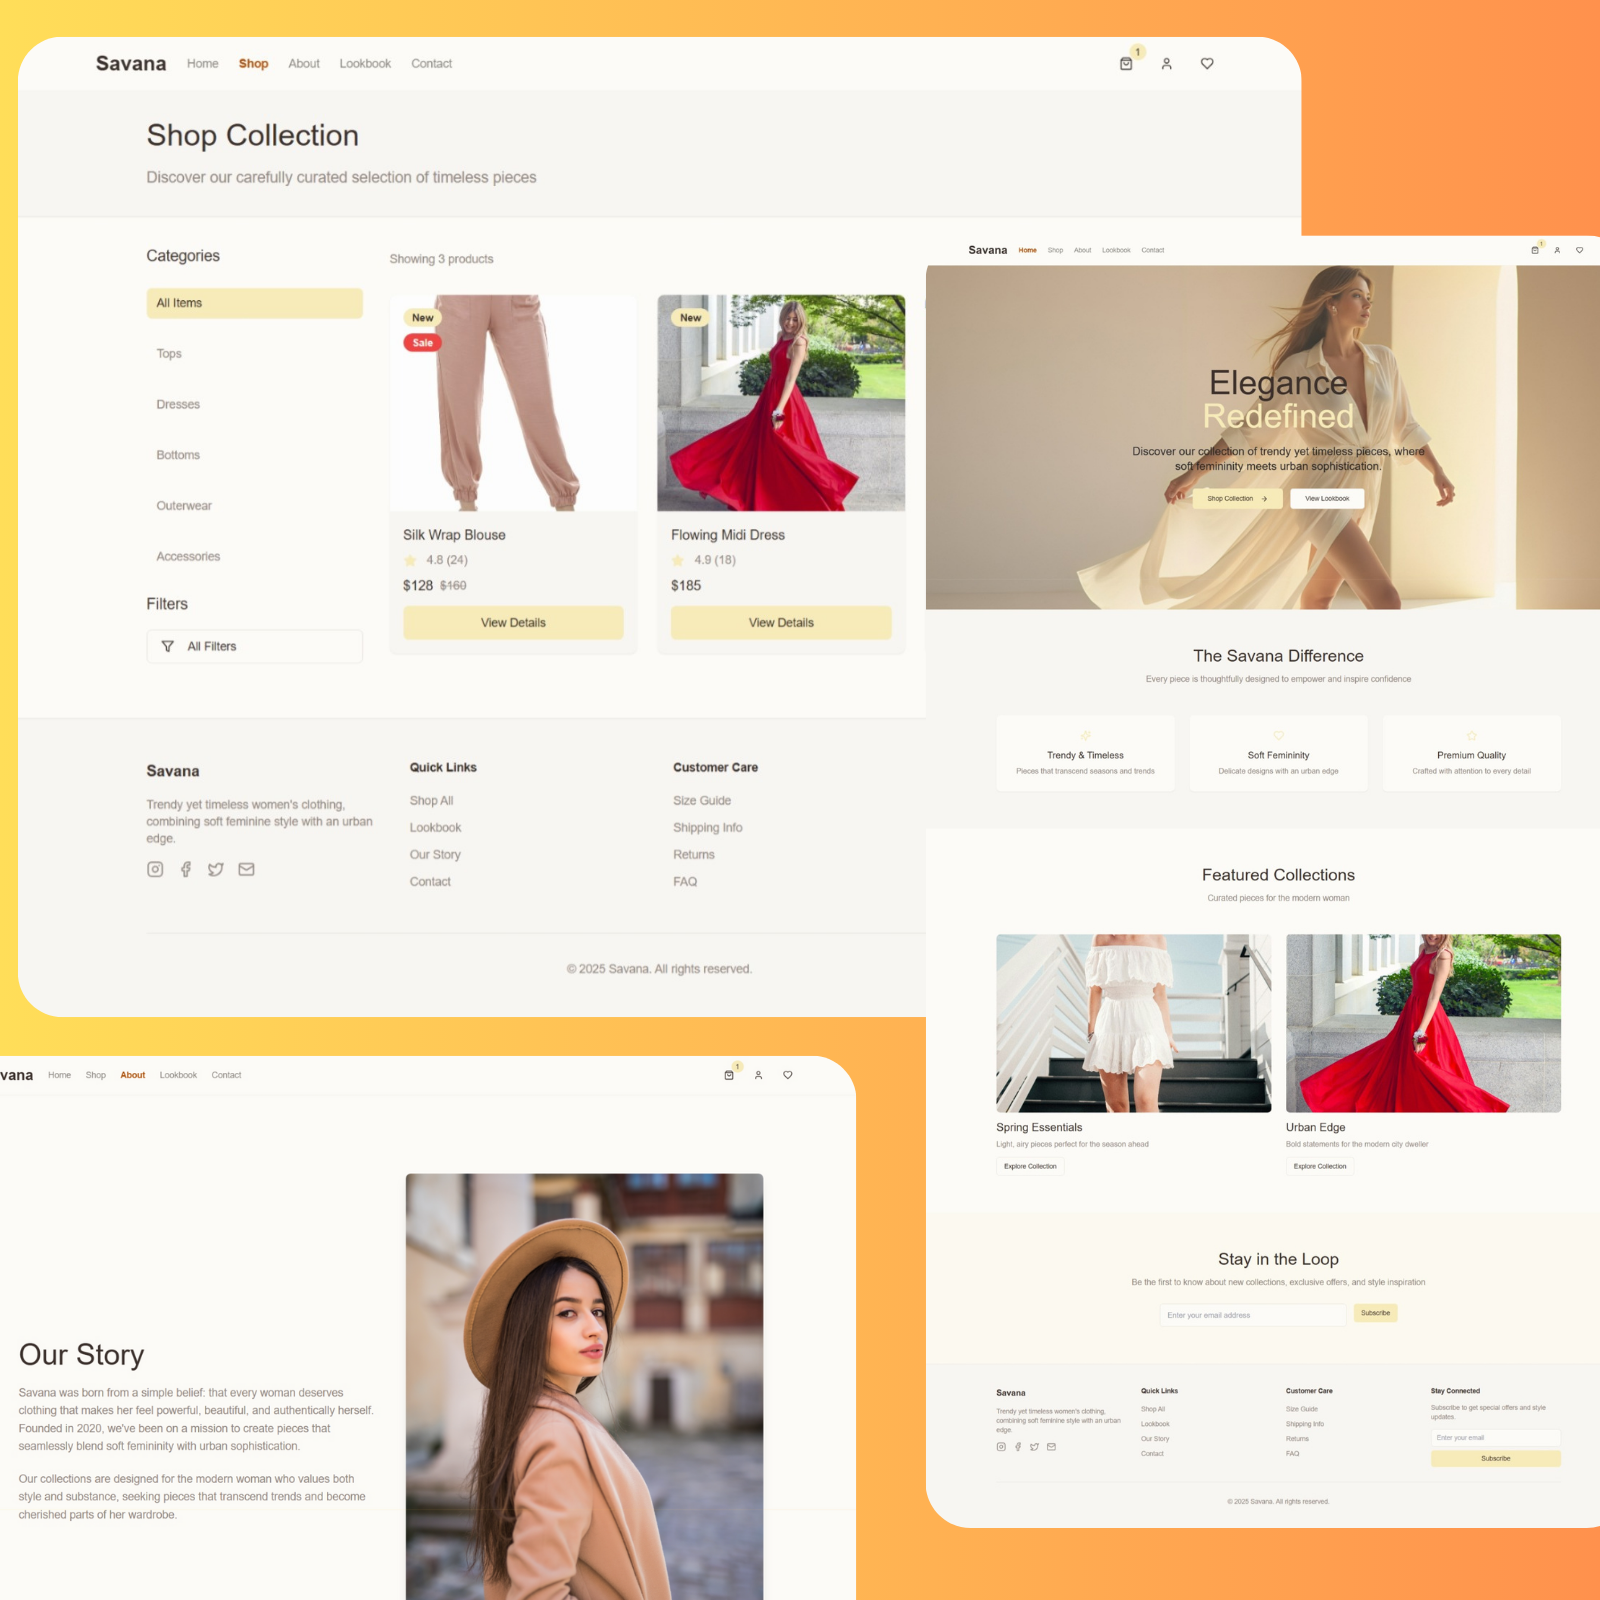 Savana Home Shop About Lookbook Contact 1
Shop Collection
Discover our carefully curated selection of timeless pieces
Categories
All Items
Tops
Dresses
Bottoms
Outerwear
Accessories
Filters
All Filters
Showing 3 products
New
Sale
Silk Wrap Blouse
4.8 (24)
$128 $160
View Details
New
Flowing Midi Dress
4.9 (18)
$185
View Details
Savana
Trendy yet timeless women's clothing,
combining soft feminine style with an urban
edge.
Quick Links
Shop All
Lookbook
Our Story
Contact
Customer Care
Size Guide
Shipping Info
Returns
FAQ
© 2025 Savana. All rights reserved.
Savana Home Shop About Lookbook Contact 1
Elegance
Redefined
Discover our collection of trendy yet timeless pieces, where
soft femininity meets urban sophistication.
Shop Collection → View Lookbook
The Savana Difference
Every piece is thoughtfully designed to empower and inspire confidence
Trendy & Timeless
Pieces that transcend seasons and trends
Soft Femininity
Delicate designs with an urban edge
Premium Quality
Crafted with attention to every detail
Featured Collections
Curated pieces for the modern woman
Spring Essentials
Light, airy pieces perfect for the season ahead
Explore Collection
Urban Edge
Bold statements for the modern city dweller
Explore Collection
Stay in the Loop
Be the first to know about new collections, exclusive offers, and style inspiration
Enter your email address Subscribe
Savana
Trendy yet timeless women's clothing,
combining soft feminine style with an urban
edge.
Quick Links
Shop All
Lookbook
Our Story
Contact
Customer Care
Size Guide
Shipping Info
Returns
FAQ
Stay Connected
Subscribe to get special offers and style
updates.
Enter your email
Subscribe
© 2025 Savana. All rights reserved.
vana Home Shop About Lookbook Contact 1
Our Story
Savana was born from a simple belief: that every woman deserves
clothing that makes her feel powerful, beautiful, and authentically herself.
Founded in 2020, we've been on a mission to create pieces that
seamlessly blend soft femininity with urban sophistication.
Our collections are designed for the modern woman who values both
style and substance, seeking pieces that transcend trends and become
cherished parts of her wardrobe.